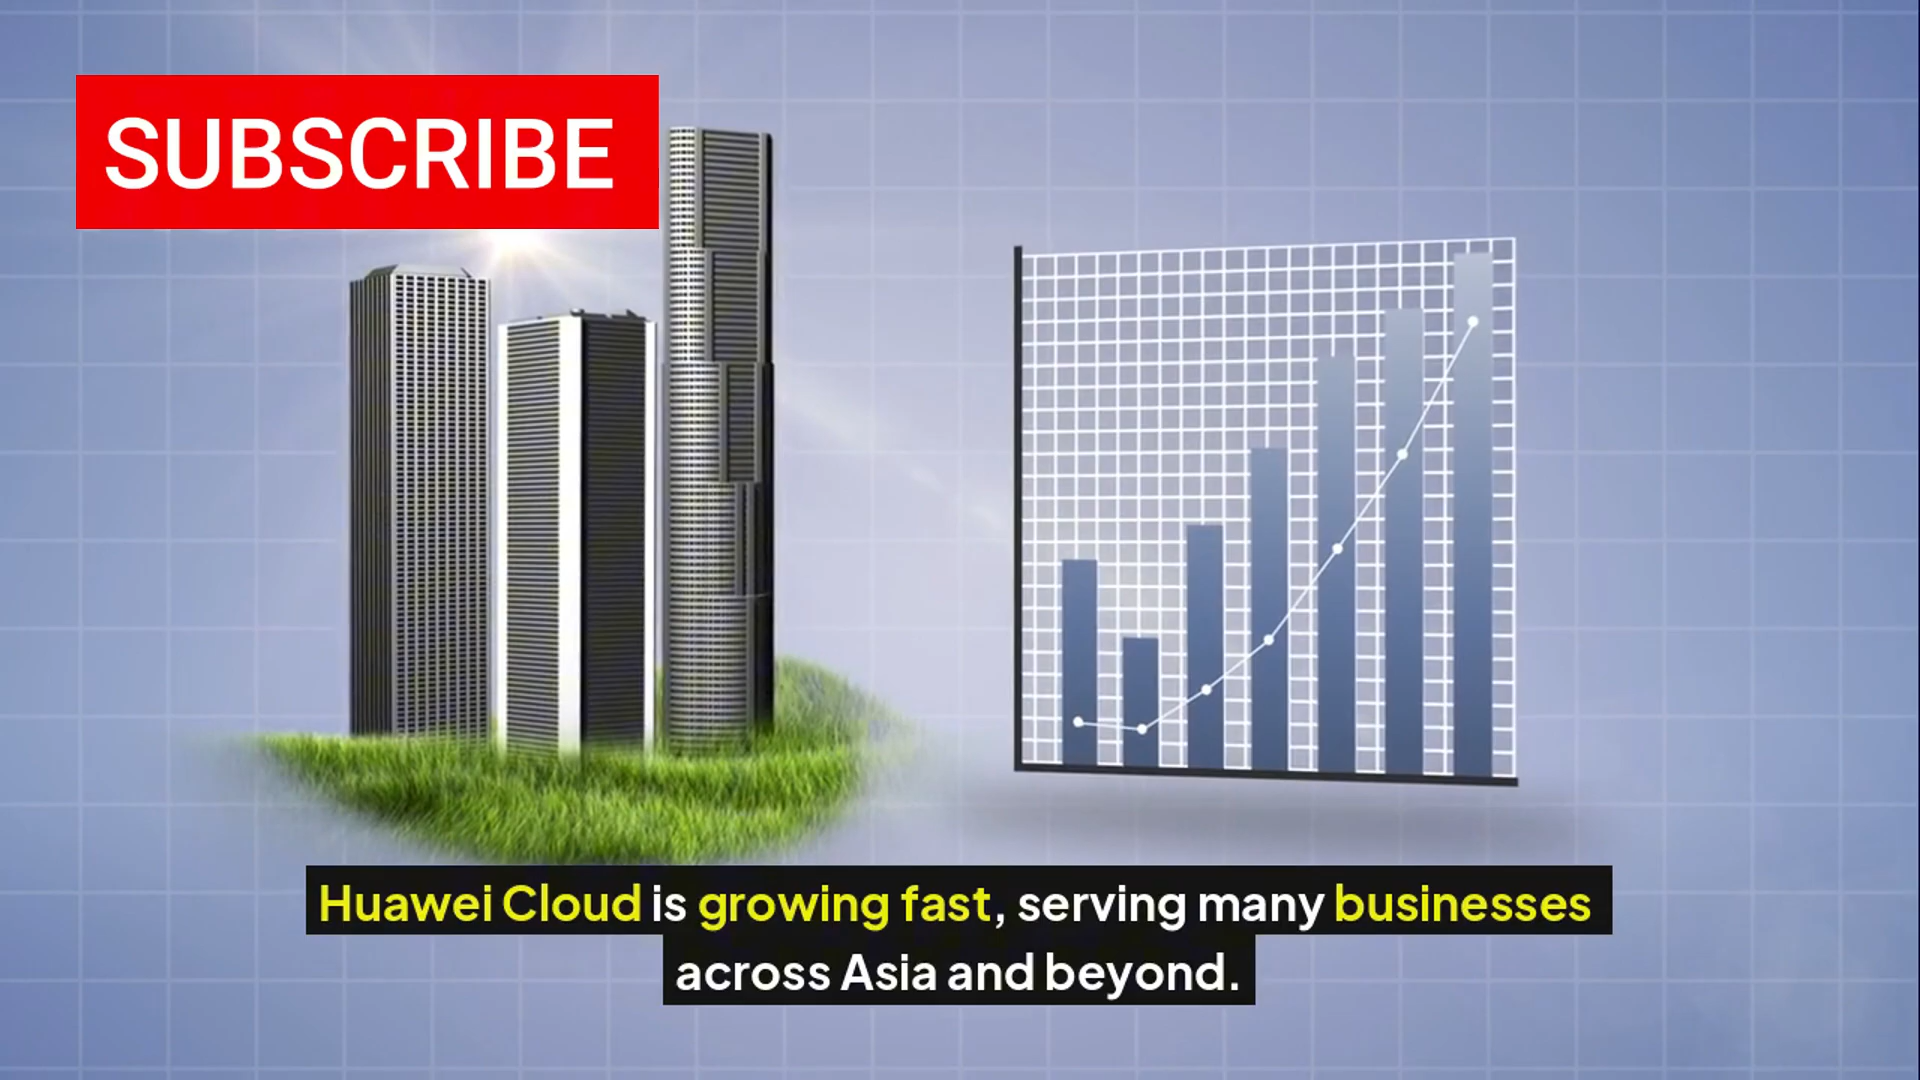 SUBSCRIBE
Huawei Cloud is growing fast, serving many businesses
across Asia and beyond.